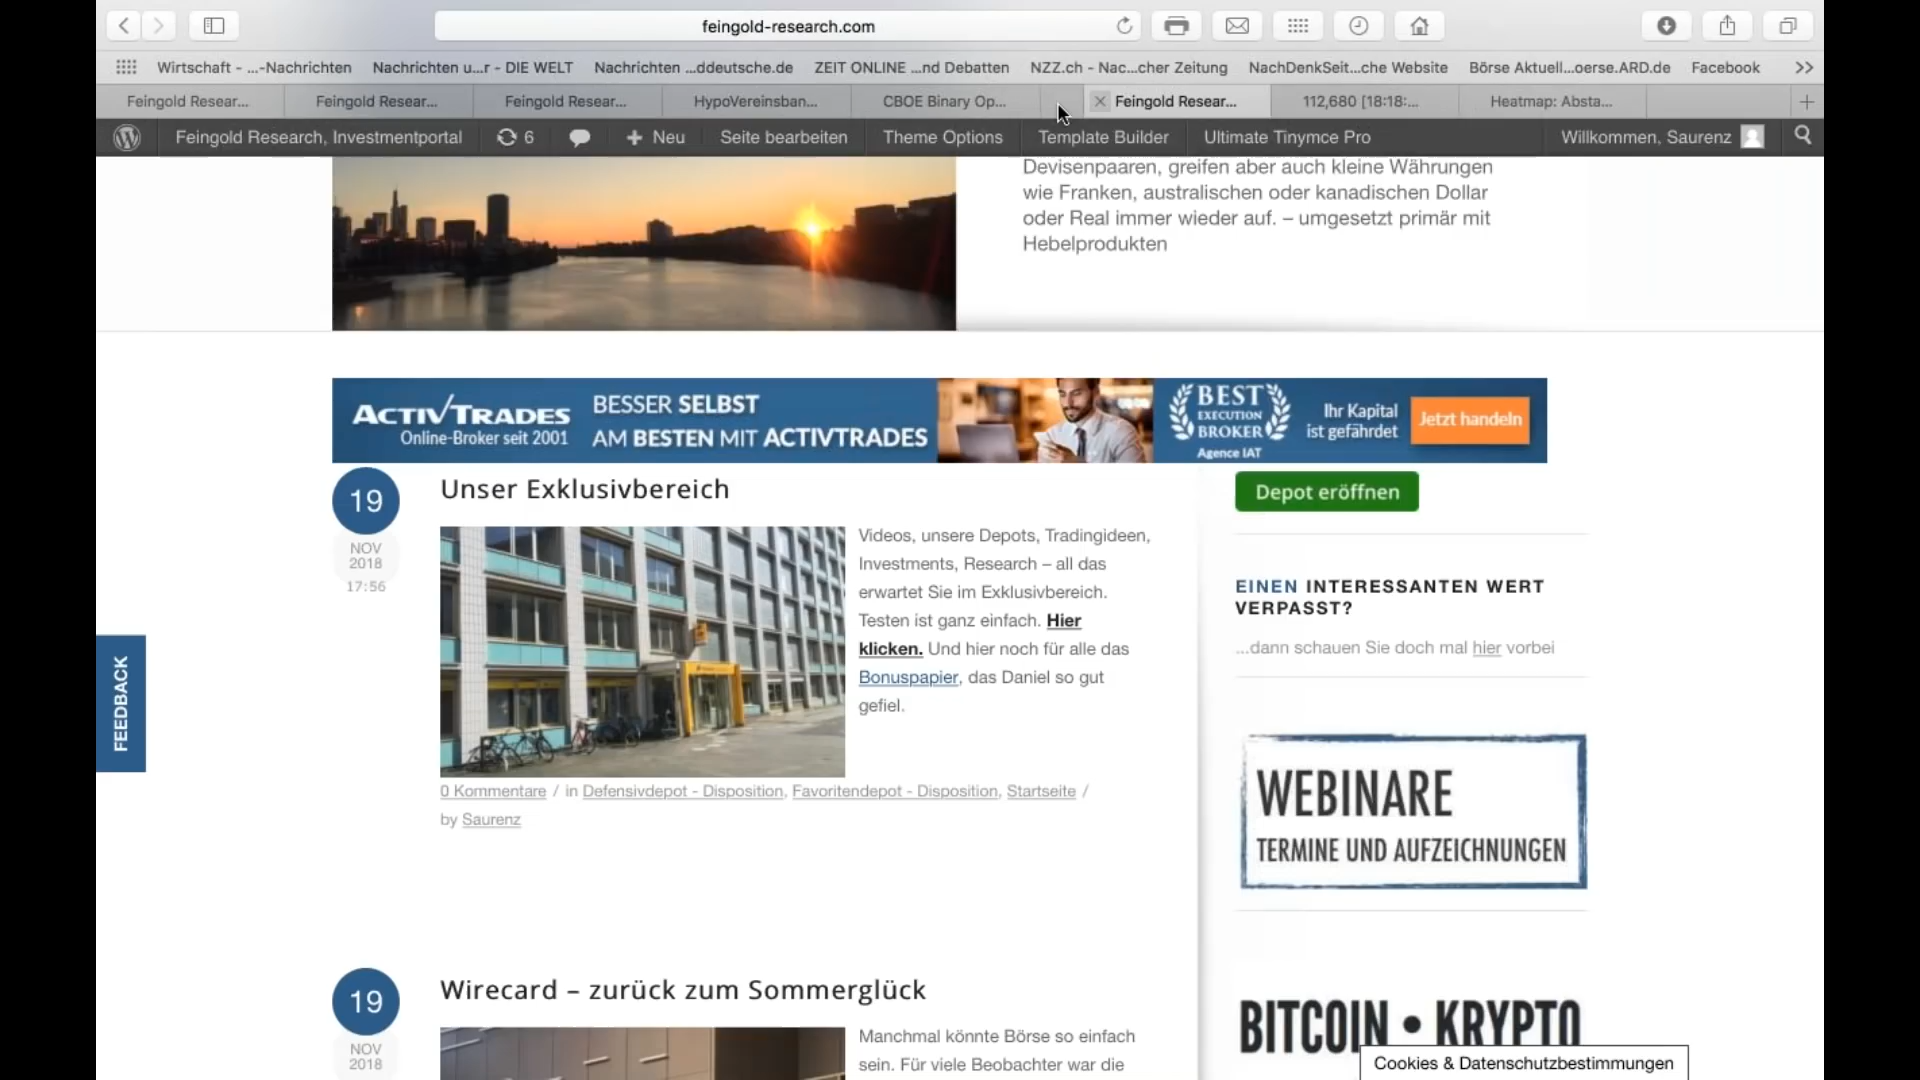 feingold-research.com
Wirtschaft - ...-Nachrichten
Nachrichten u...r - DIE WELT
Nachrichten ...ddeutsche.de
ZEIT ONLINE ...nd Debatten
NZZ.ch - Nac...cher Zeitung
NachDenkSeit...che Website
Börse Aktuell...oerse.ARD.de
Facebook
Feingold Resear...
Feingold Resear...
Feingold Resear...
HypoVereinsban...
CBOE Binary Op...
Feingold Resear...
112,680 [18:18:...
Heatmap: Absta...
Feingold Research, Investmentportal
6
Neu
Seite bearbeiten
Theme Options
Template Builder
Ultimate Tinymce Pro
Willkommen, Saurenz
Devisenpaaren, greifen aber auch kleine Währungen
wie Franken, australischen oder kanadischen Dollar
oder Real immer wieder auf. – umgesetzt primär mit
Hebelprodukten
ACTIVTRADES
Online-Broker seit 2001
BESSER SELBST
AM BESTEN MIT ACTIVTRADES
BEST
EXECUTION
BROKER
Agence IAT
Ihr Kapital
ist gefährdet
Jetzt handeln
19
NOV
2018
17:56
Unser Exklusivbereich
Videos, unsere Depots, Tradingideen,
Investments, Research – all das
erwartet Sie im Exklusivbereich.
Testen ist ganz einfach. Hier
klicken. Und hier noch für alle das
Bonuspapier, das Daniel so gut
gefiel.
0 Kommentare / in Defensivdepot - Disposition, Favoritendepot - Disposition, Startseite /
by Saurenz
Depot eröffnen
EINEN INTERESSANTEN WERT
VERPASST?
...dann schauen Sie doch mal hier vorbei
FEEDBACK
WEBINARE
TERMINE UND AUFZEICHNUNGEN
19
NOV
2018
Wirecard – zurück zum Sommerglück
Manchmal könnte Börse so einfach
sein. Für viele Beobachter war die
BITCOIN • KRYPTO
Cookies & Datenschutzbestimmungen